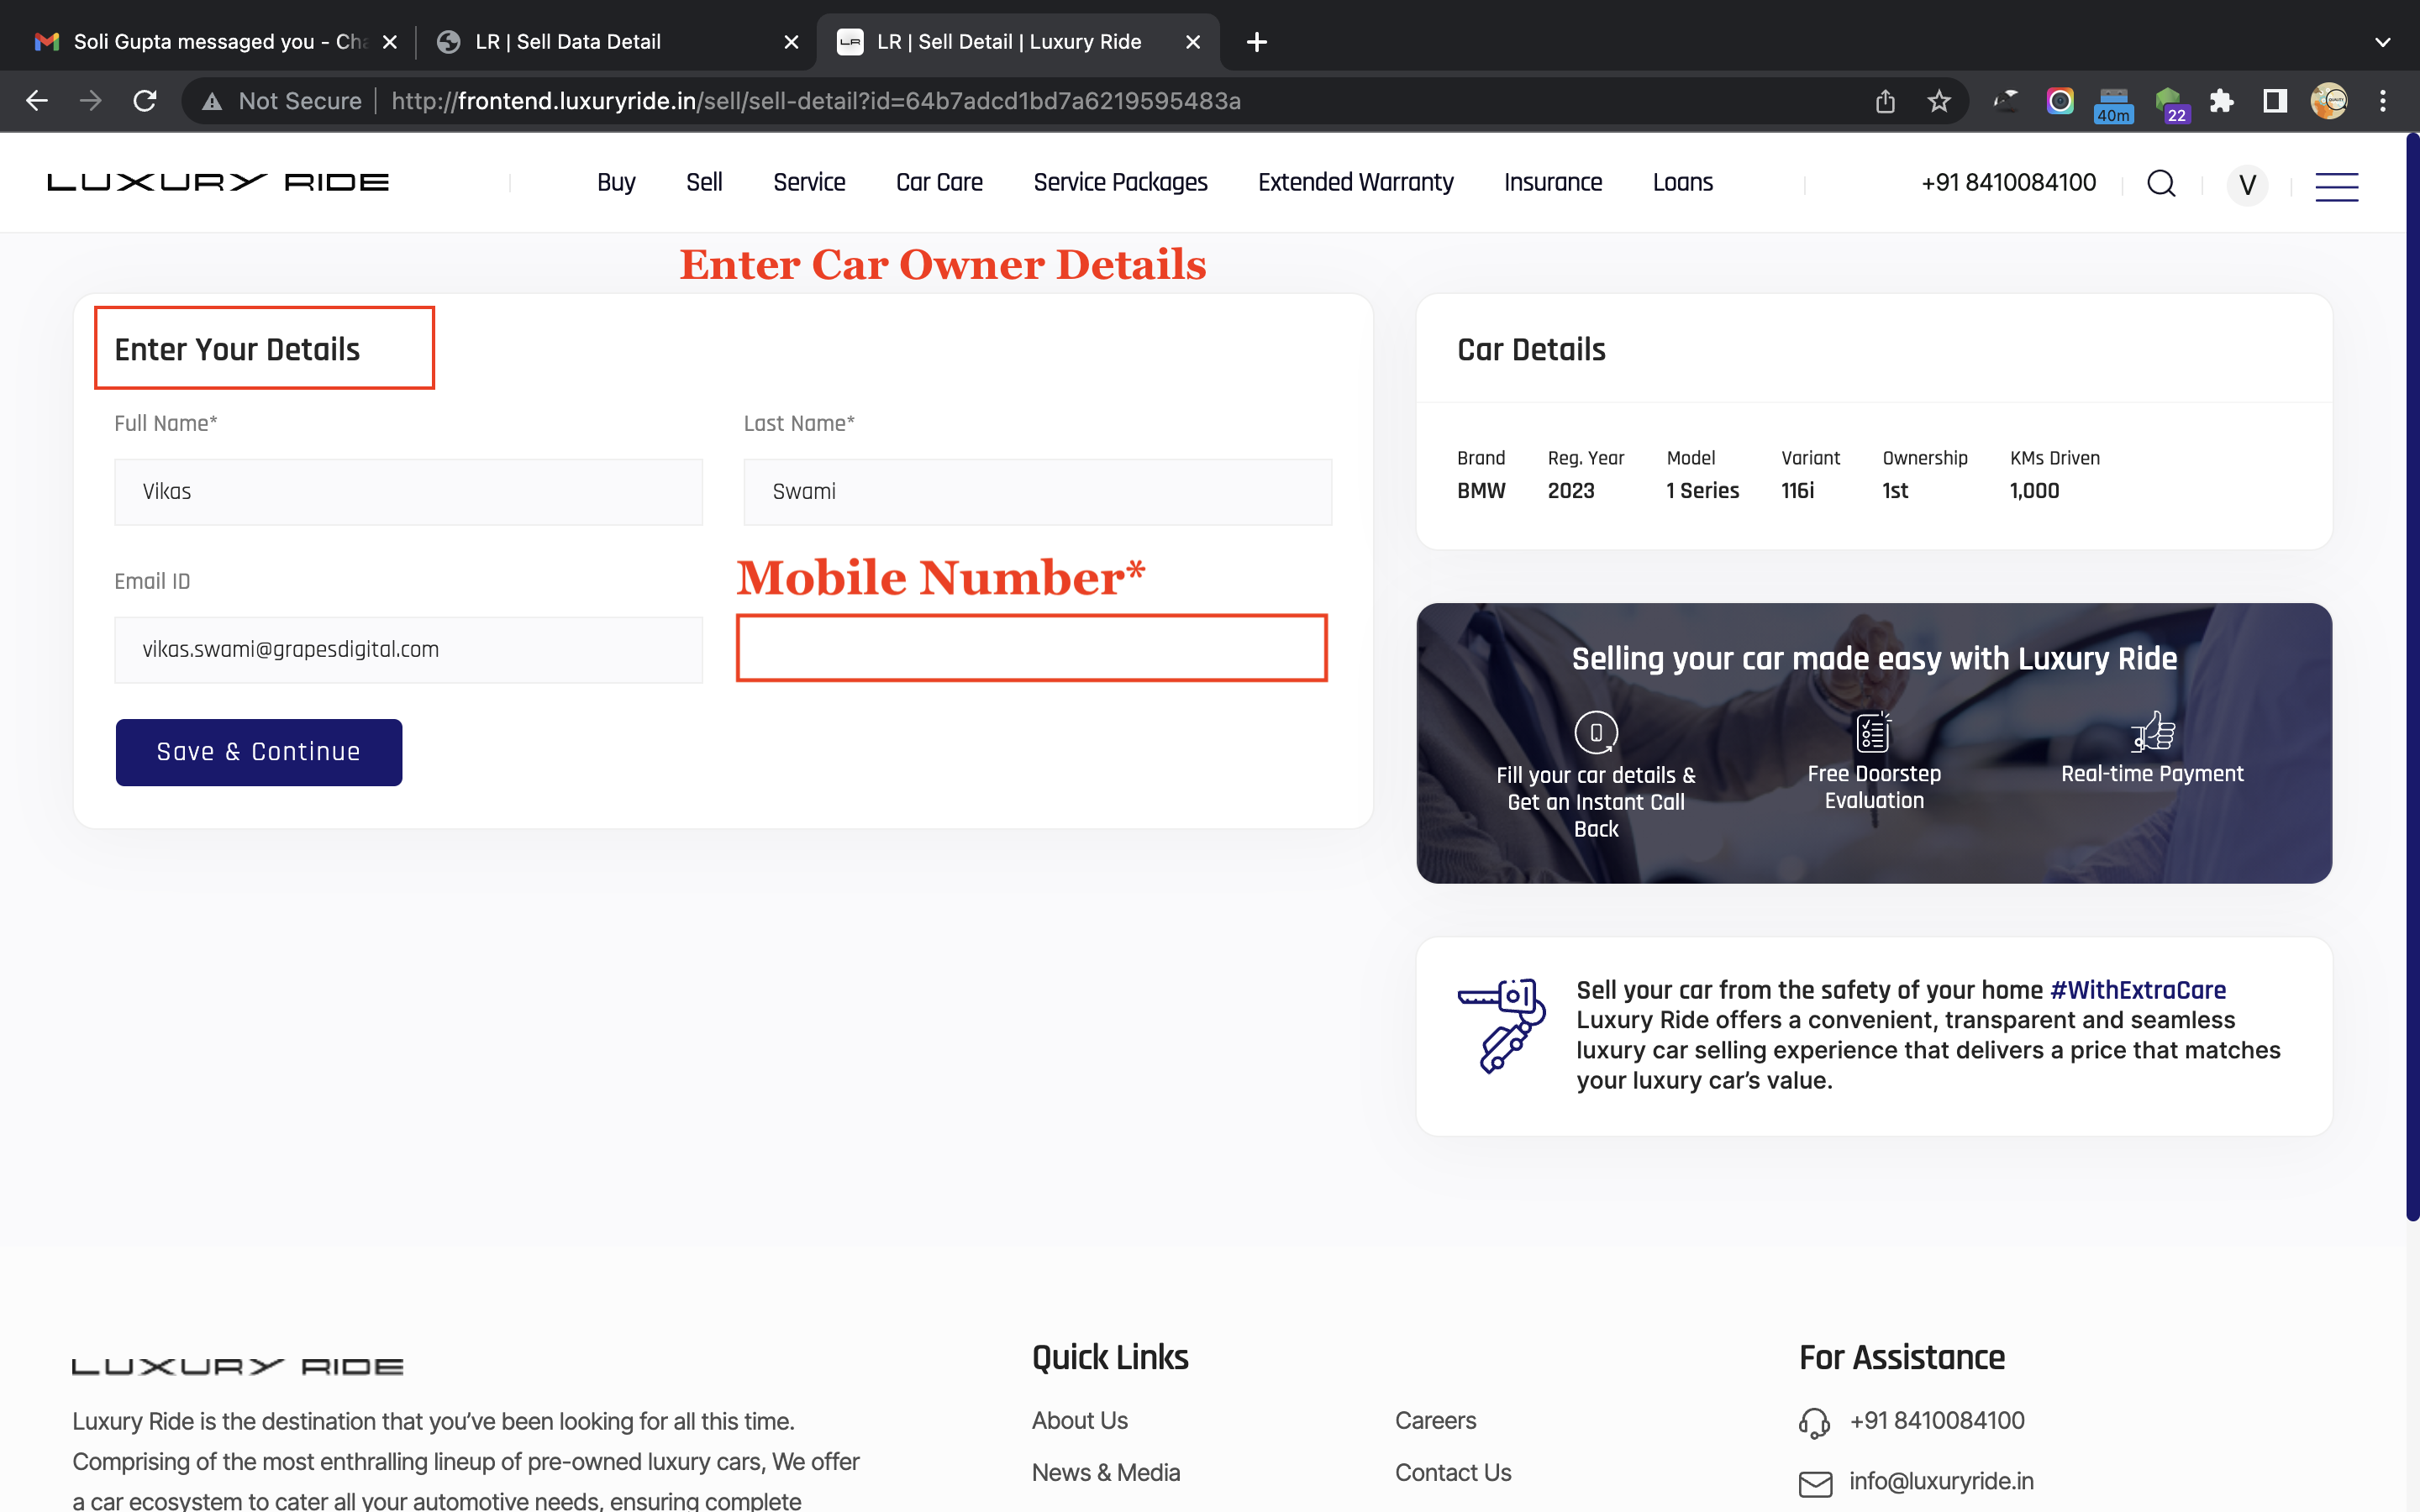 Soli Gupta messaged you - Cha
LR | Sell Data Detail
LR | Sell Detail | Luxury Ride
Not Secure
http://frontend.luxuryride.in/sell/sell-detail?id=64b7adcd1bd7a6219595483a
40m
22
LUXURY RIDE
Buy
Sell
Service
Car Care
Service Packages
Extended Warranty
Insurance
Loans
+91 8410084100
V
Enter Car Owner Details
Enter Your Details
Full Name*
Last Name*
Vikas
Swami
Email ID
Mobile Number*
vikas.swami@grapesdigital.com
Save & Continue
Car Details
Brand
Reg. Year
Model
Variant
Ownership
KMs Driven
BMW
2023
1 Series
116i
1st
1,000
Selling your car made easy with Luxury Ride
Fill your car details &
Get an Instant Call
Back
Free Doorstep
Evaluation
Real-time Payment
Sell your car from the safety of your home #WithExtraCare
Luxury Ride offers a convenient, transparent and seamless
luxury car selling experience that delivers a price that matches
your luxury car’s value.
LUXURY RIDE
Luxury Ride is the destination that you’ve been looking for all this time.
Comprising of the most enthralling lineup of pre-owned luxury cars, We offer
a car ecosystem to cater all your automotive needs, ensuring complete
Quick Links
About Us
Careers
News & Media
Contact Us
For Assistance
+91 8410084100
info@luxuryride.in